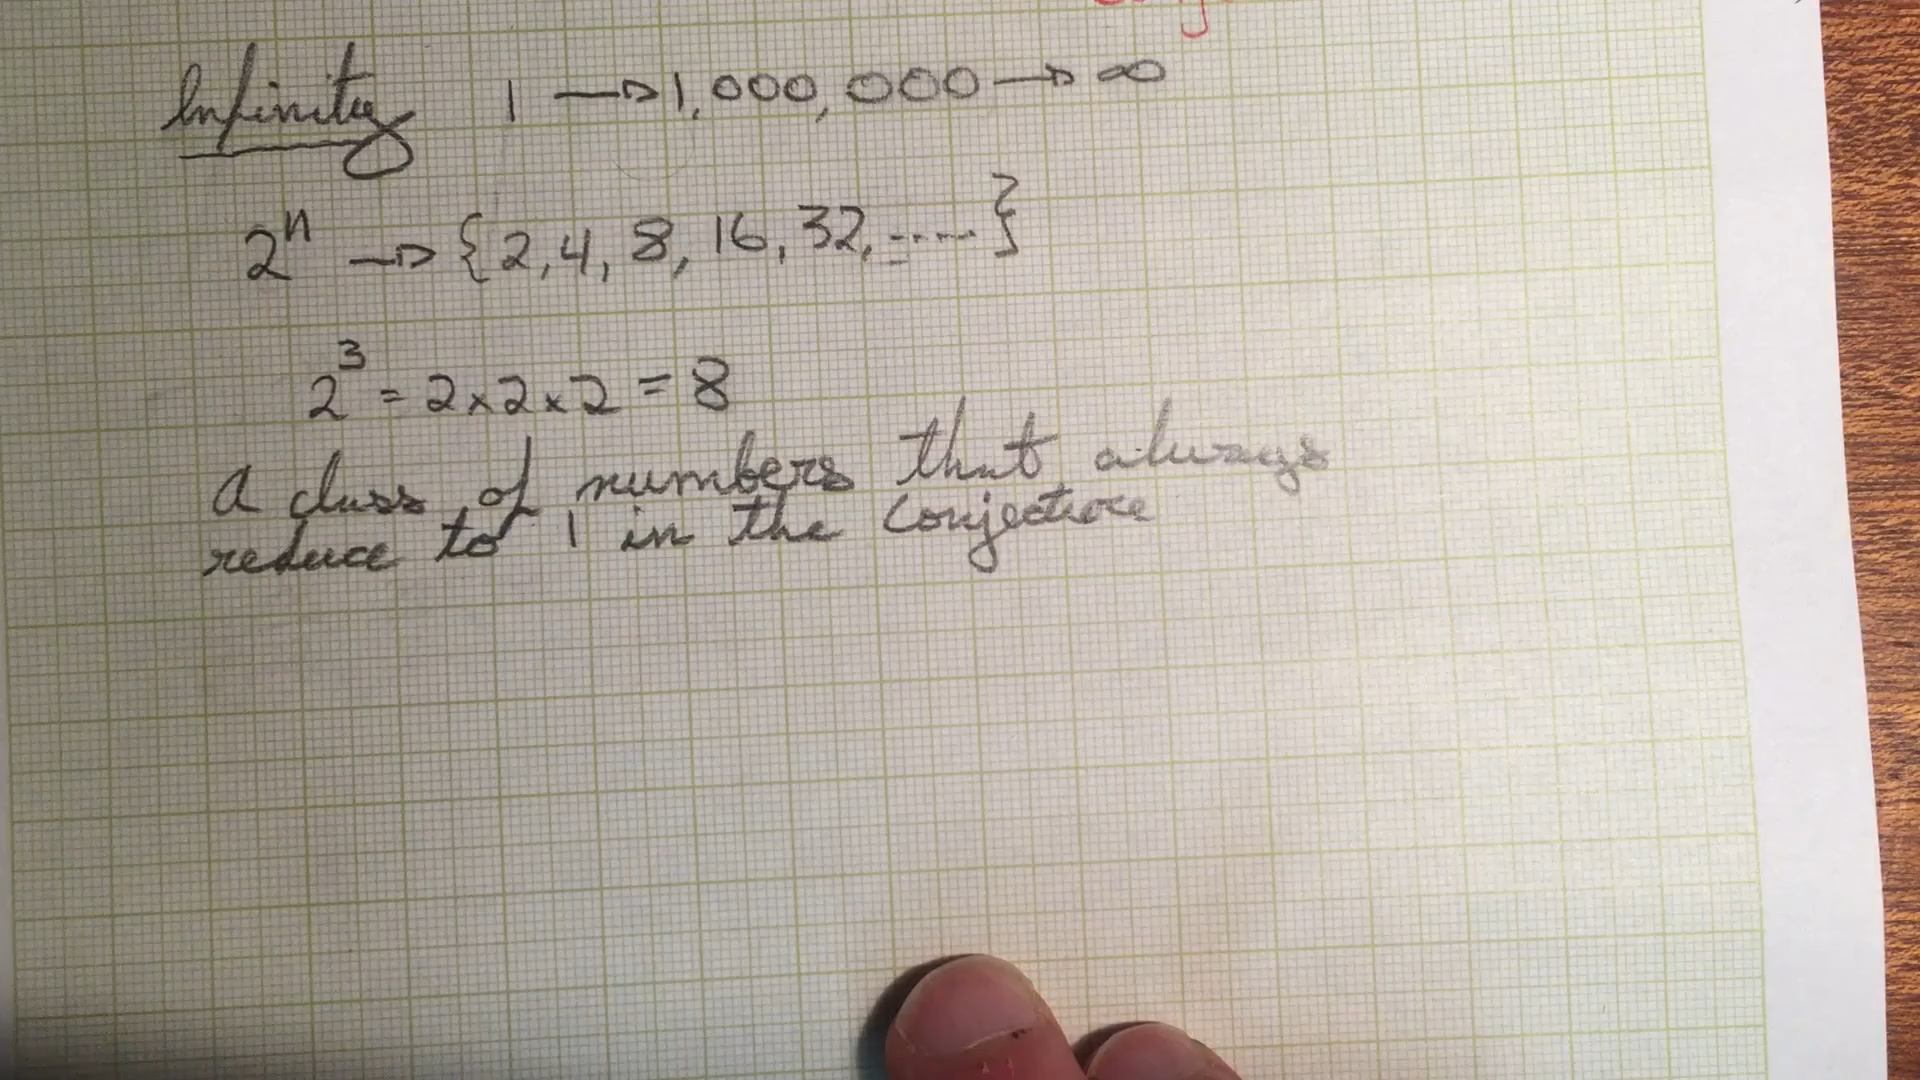 Infinity 1 → 1,000,000 → ∞
2ⁿ → {2, 4, 8, 16, 32, ......}
2³ = 2 x 2 x 2 = 8
A class of numbers that always
reduce to 1 in the Conjecture